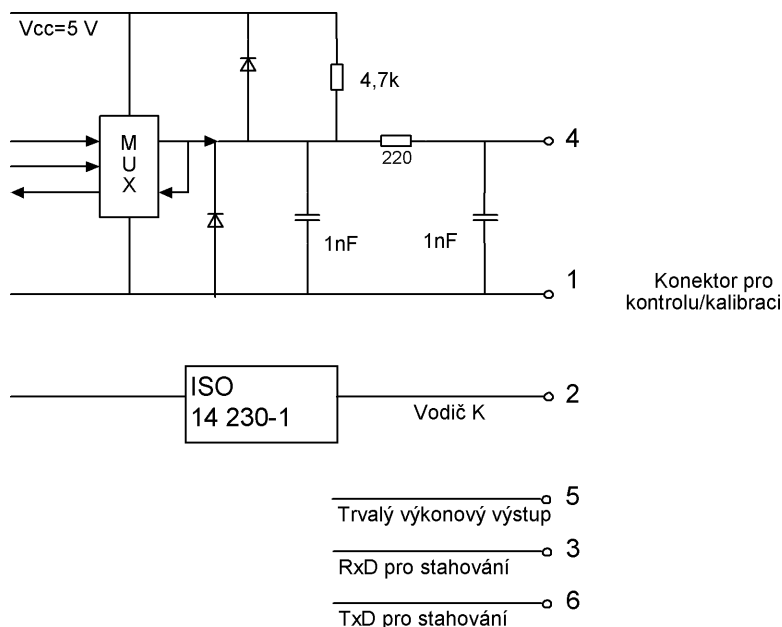 Vcc=5 V
4,7k
M
U
X
220
4
1nF
1nF
1
Konektor pro
kontrolu/kalibraci
ISO
14 230-1
Vodič K
2
5
Trvalý výkonový výstup
3
RxD pro stahování
6
TxD pro stahování